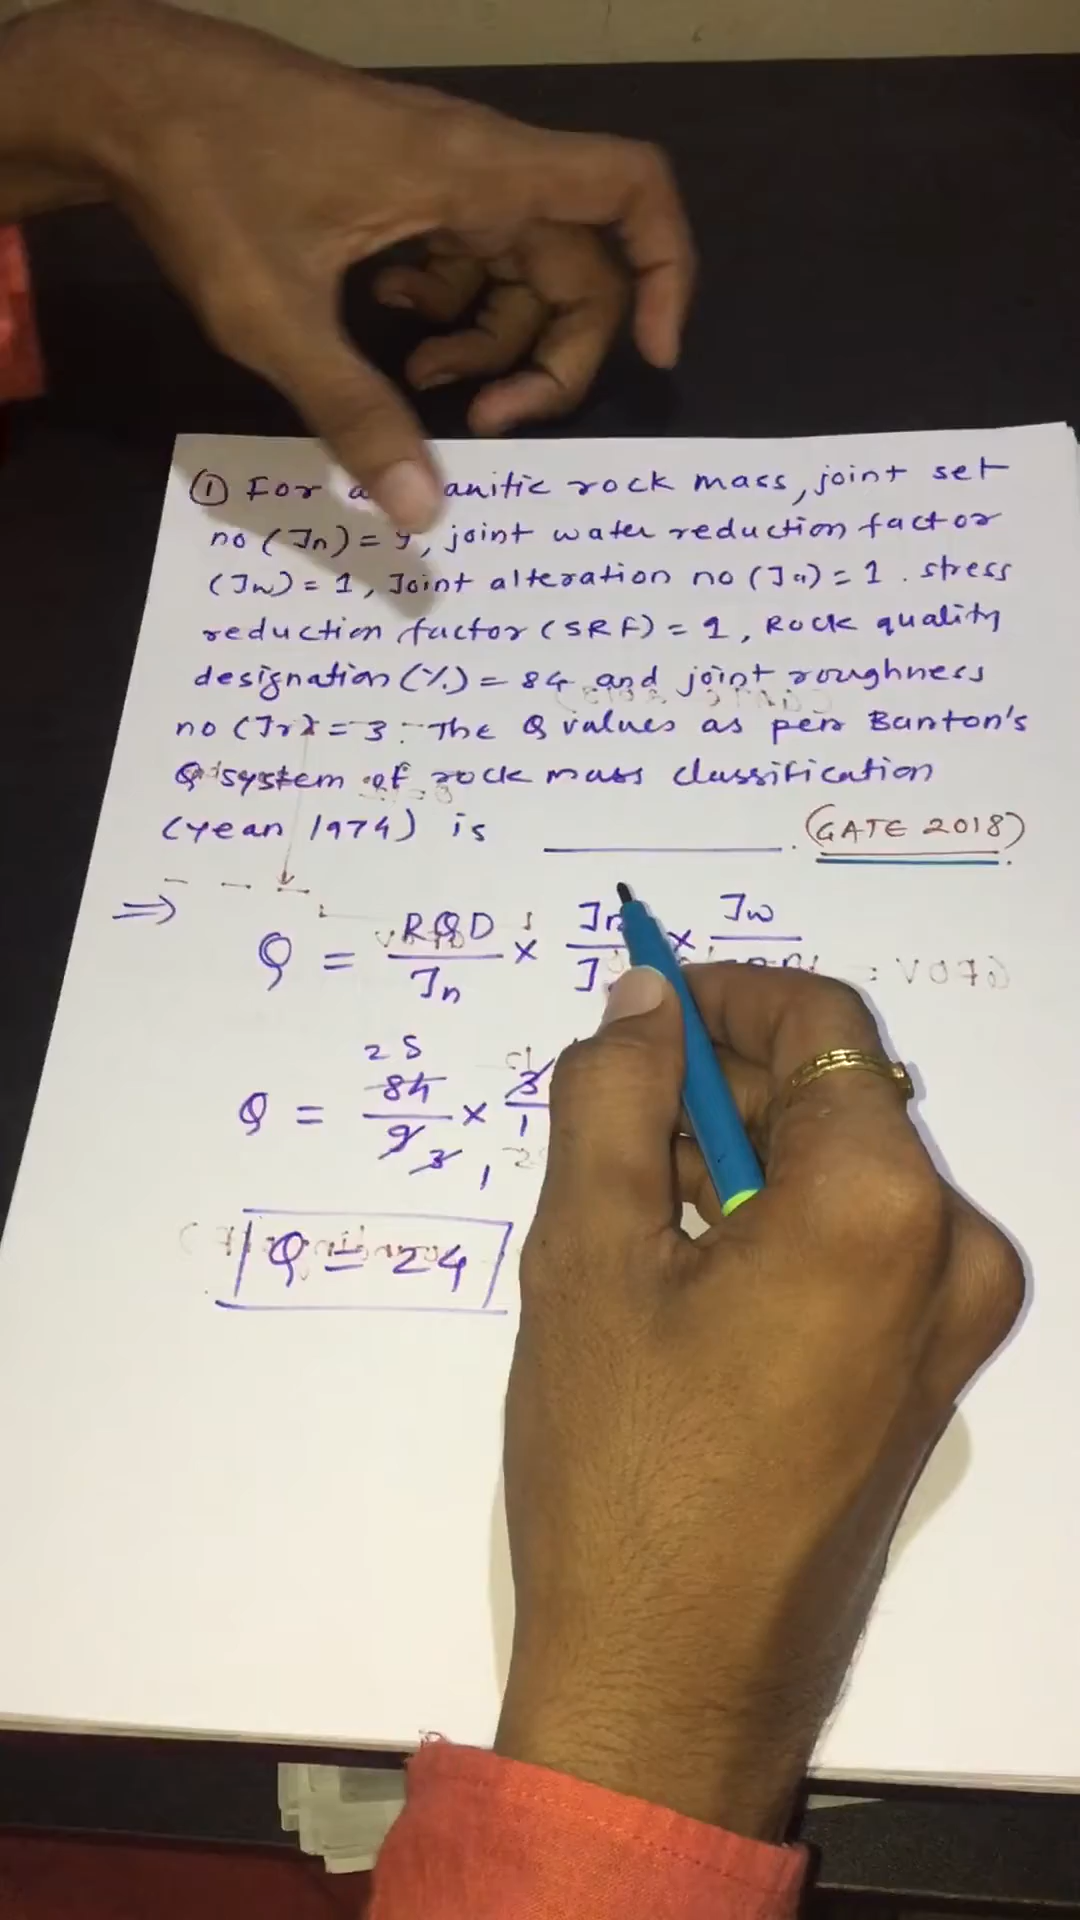 ① For a anitic rock mass, joint set
no (Jn) = 9, joint water reduction factor
(Jw) = 1, Joint alteration no (Ja) = 1. stress
reduction factor (SRF) = 1, Rock quality
designation (%) = 84 and joint roughness
no (Jr) = 3. The Q values as per Barton's
Q system of rock mass classification
(year 1974) is ________. (GATE 2018)
⇒ Q = RQD/Jn × Jr/J × Jw/
28
Q = 84/9 × 3/1
3 1
Q = 24